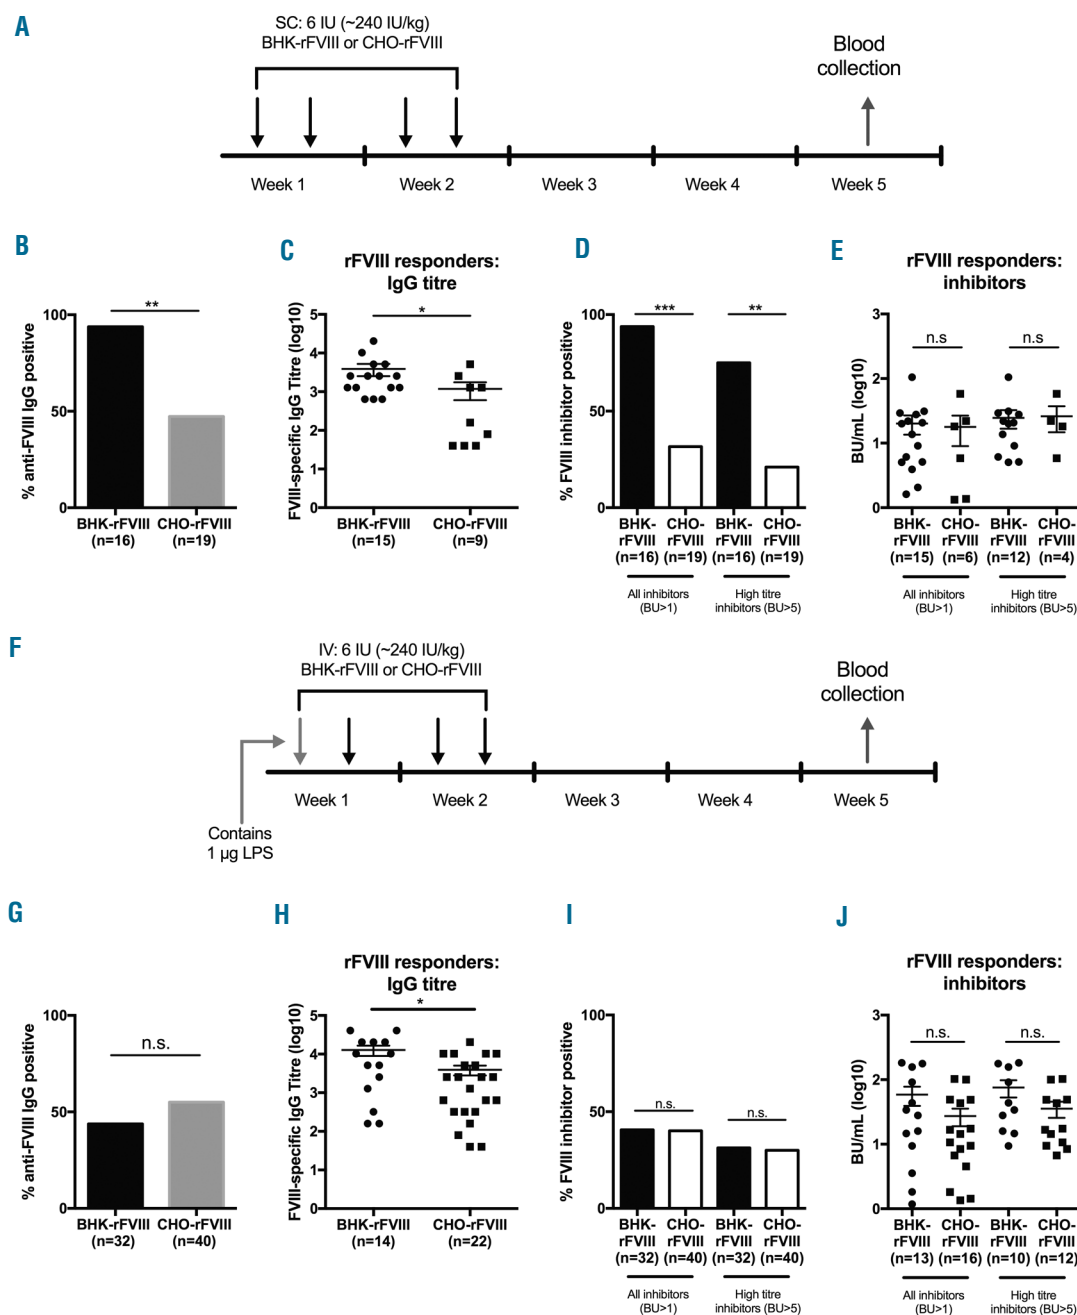 A
SC: 6 IU (~240 IU/kg)
BHK-rFVIII or CHO-rFVIII
Blood
collection
Week 1
Week 2
Week 3
Week 4
Week 5
B
% anti-FVIII IgG positive
100
50
0
**
BHK-rFVIII
(n=16)
CHO-rFVIII
(n=19)
C
rFVIII responders:
IgG titre
FVIII-specific IgG Titre (log10)
5
4
3
2
1
0
*
BHK-rFVIII
(n=15)
CHO-rFVIII
(n=9)
D
% FVIII inhibitor positive
100
50
0
***
**
BHK-
rFVIII
(n=16)
CHO-
rFVIII
(n=19)
BHK-
rFVIII
(n=16)
CHO-
rFVIII
(n=19)
All inhibitors
(BU>1)
High titre
inhibitors (BU>5)
E
rFVIII responders:
inhibitors
BU/mL (log10)
3
2
1
0
n.s
n.s
BHK-
rFVIII
(n=15)
CHO-
rFVIII
(n=6)
BHK-
rFVIII
(n=12)
CHO-
rFVIII
(n=4)
All inhibitors
(BU>1)
High titre
inhibitors (BU>5)
F
IV: 6 IU (~240 IU/kg)
BHK-rFVIII or CHO-rFVIII
Blood
collection
Week 1
Week 2
Week 3
Week 4
Week 5
Contains
1 µg LPS
G
% anti-FVIII IgG positive
100
50
0
n.s.
BHK-rFVIII
(n=32)
CHO-rFVIII
(n=40)
H
rFVIII responders:
IgG titre
FVIII-specific IgG Titre (log10)
5
4
3
2
1
0
*
BHK-rFVIII
(n=14)
CHO-rFVIII
(n=22)
I
% FVIII inhibitor positive
100
50
0
n.s.
n.s.
BHK-
rFVIII
(n=32)
CHO-
rFVIII
(n=40)
BHK-
rFVIII
(n=32)
CHO-
rFVIII
(n=40)
All inhibitors
(BU>1)
High titre
inhibitors (BU>5)
J
rFVIII responders:
inhibitors
BU/mL (log10)
3
2
1
0
n.s.
n.s.
BHK-
rFVIII
(n=13)
CHO-
rFVIII
(n=16)
BHK-
rFVIII
(n=10)
CHO-
rFVIII
(n=12)
All inhibitors
(BU>1)
High titre
inhibitors (BU>5)